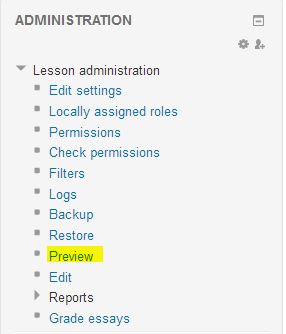 ADMINISTRATION
Lesson administration
Edit settings
Locally assigned roles
Permissions
Check permissions
Filters
Logs
Backup
Restore
Preview
Edit
Reports
Grade essays